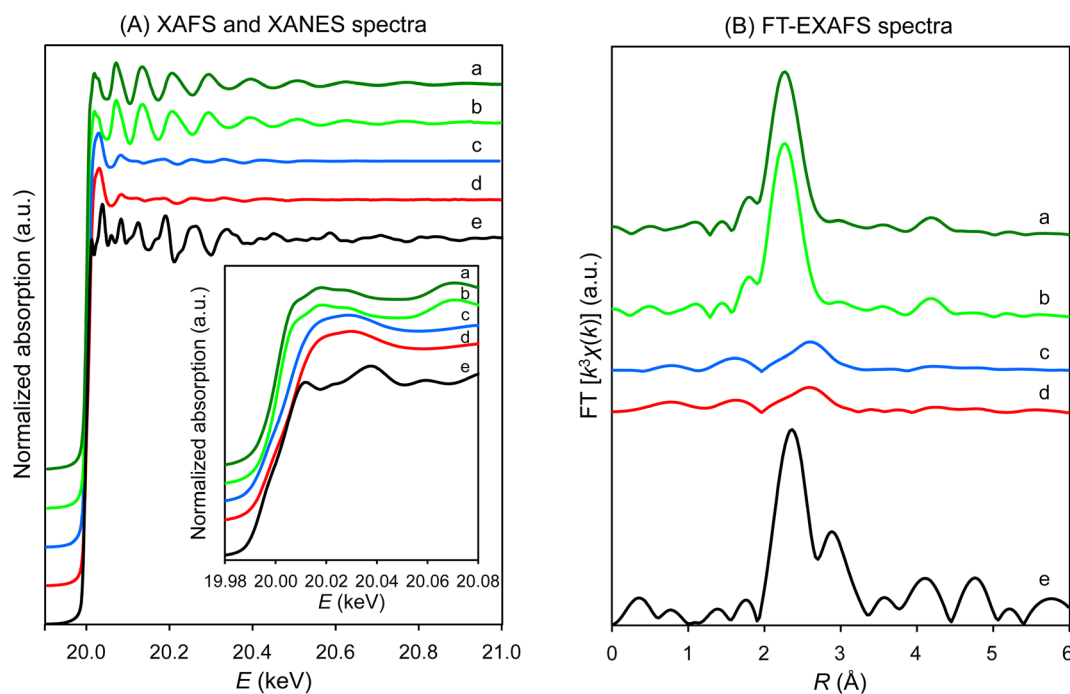 (A) XAFS and XANES spectra
Normalized absorption (a.u.)
a
b
c
d
e
Normalized absorption (a.u.)
a
b
c
d
e
19.98 20.00 20.02 20.04 20.06 20.08
E (keV)
20.0 20.2 20.4 20.6 20.8 21.0
E (keV)
(B) FT-EXAFS spectra
FT [k³χ(k)] (a.u.)
a
b
c
d
e
0 1 2 3 4 5 6
R (Å)